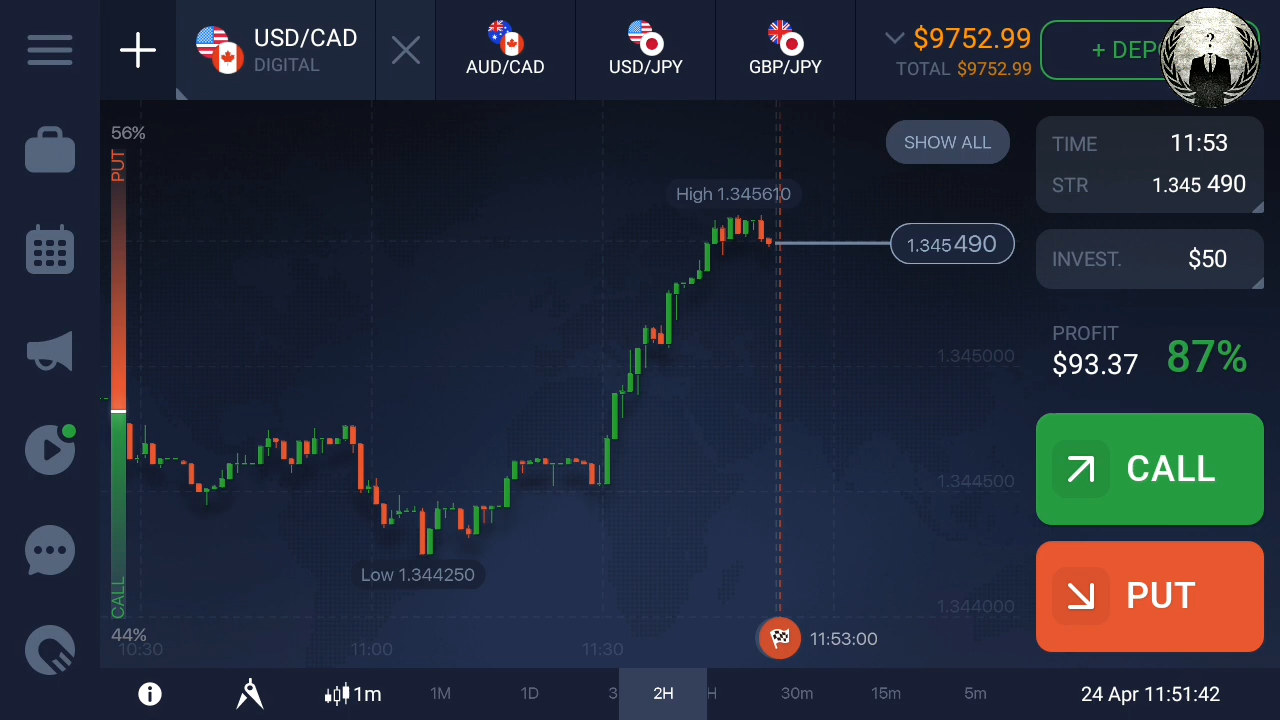 USD/CAD
DIGITAL
AUD/CAD
USD/JPY
GBP/JPY
$9752.99
TOTAL $9752.99
+ DEP
?
56%
PUT
CALL
44%
SHOW ALL
High 1.345610
1.345490
1.345000
1.344500
1.344000
Low 1.344250
10:30
11:00
11:30
11:53:00
TIME 11:53
STR 1.345 490
INVEST. $50
PROFIT
$93.37 87%
CALL
PUT
1m
1M
1D
3
2H
H
30m
15m
5m
24 Apr 11:51:42